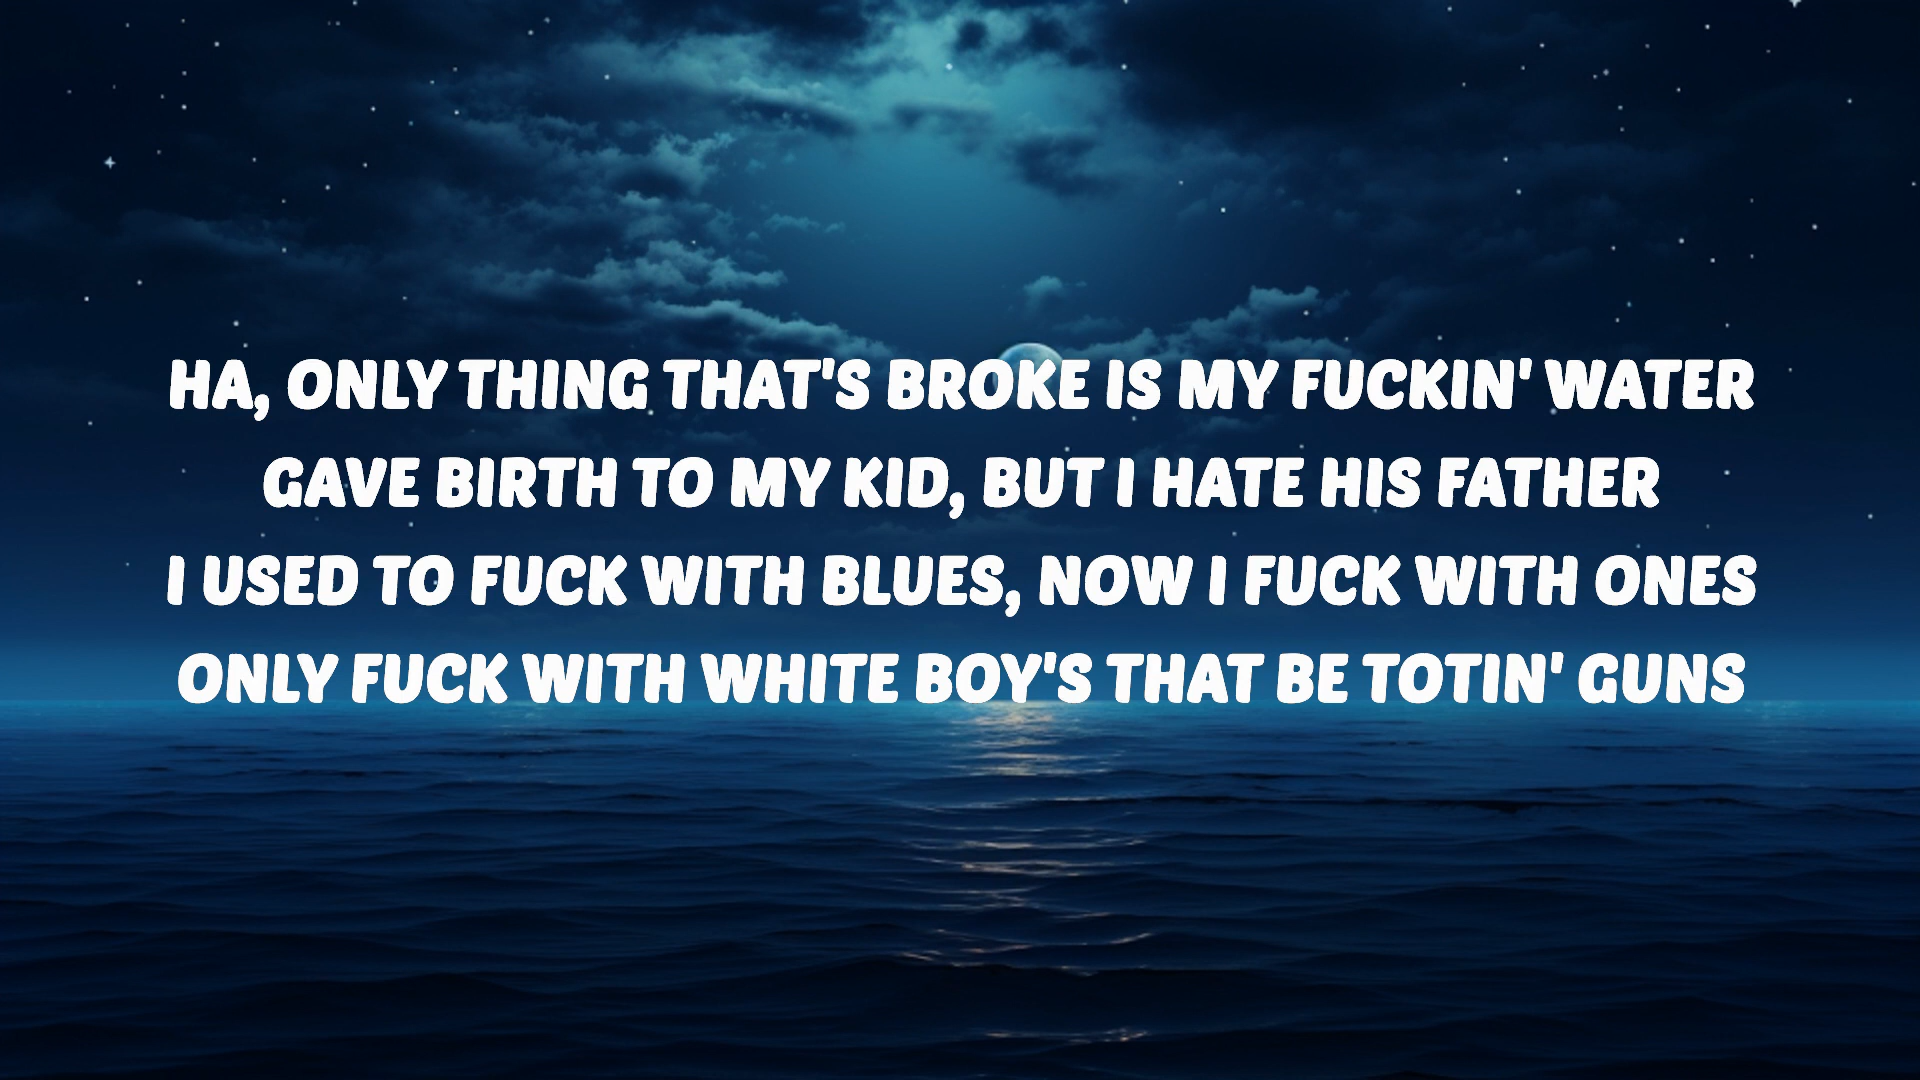 HA, ONLY THING THAT'S BROKE IS MY FUCKIN' WATER
GAVE BIRTH TO MY KID, BUT I HATE HIS FATHER
I USED TO FUCK WITH BLUES, NOW I FUCK WITH ONES
ONLY FUCK WITH WHITE BOY'S THAT BE TOTIN' GUNS